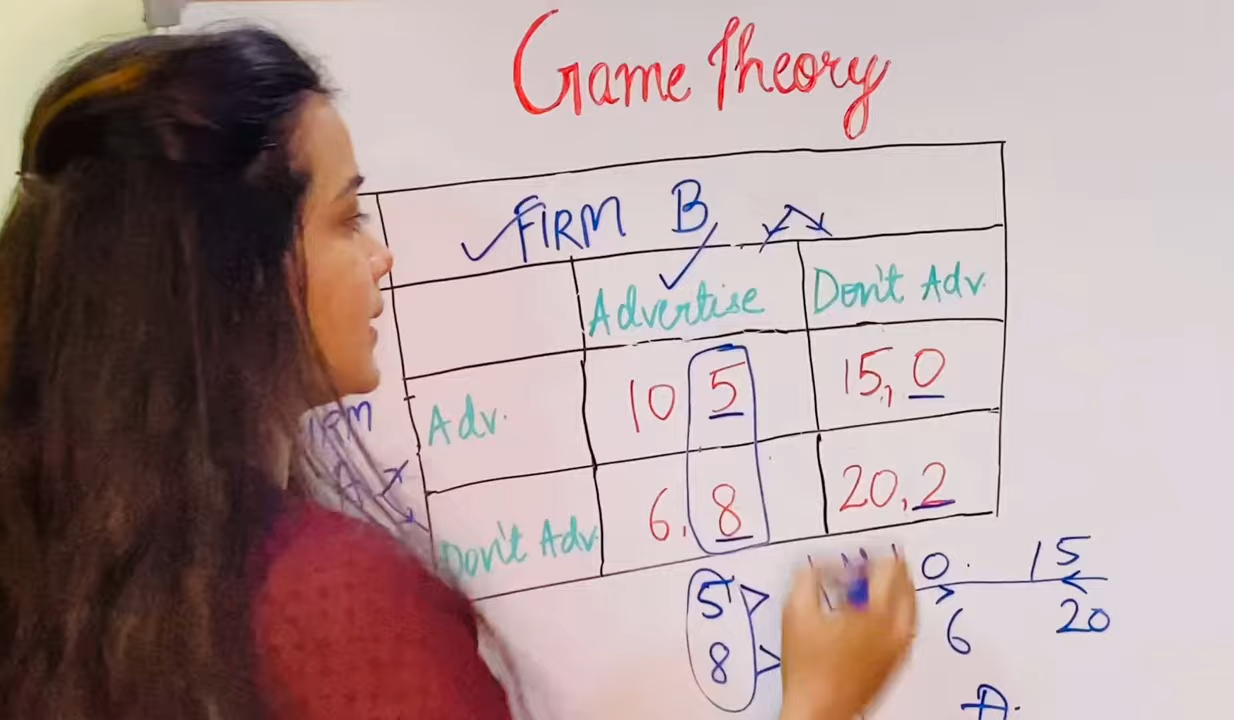 Game Theory
FIRM B
Advertise Don't Adv.
Adv. 10 5 15, 0
A
Don't Adv. 6, 8 20, 2
5 > 0. 15
8 > 6 20